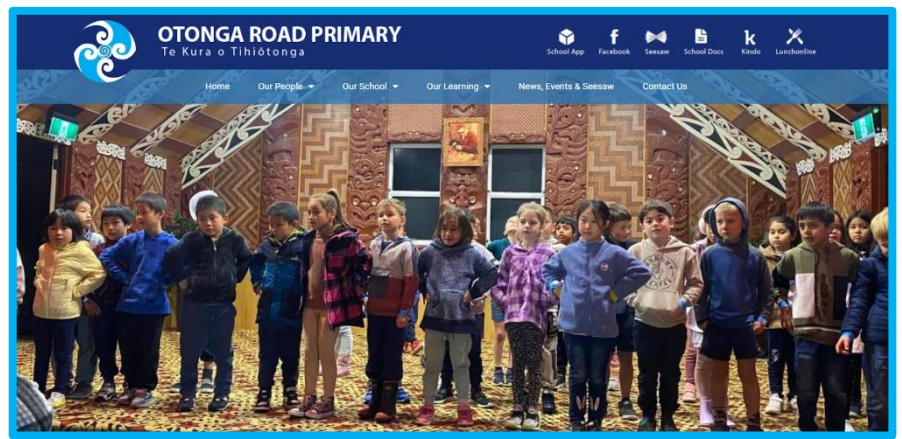 OTONGA ROAD PRIMARY
Te Kura o Tihiōtonga
School App Facebook Seesaw School Docs Kindo Lunchonline
Home Our People Our School Our Learning News, Events & Seesaw Contact Us